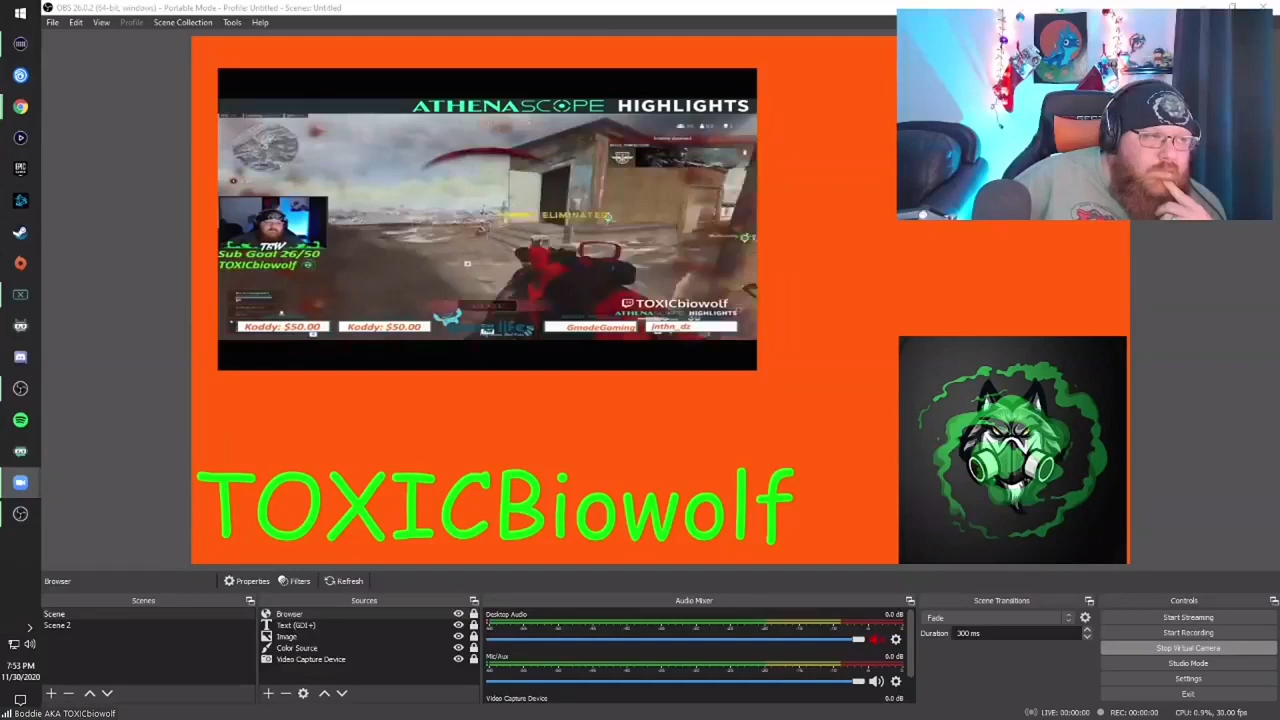 OBS 26.0.2 (64-bit, windows) - Portable Mode - Profile: Untitled - Scenes: Untitled
File Edit View Profile Scene Collection Tools Help
ATHENASCOPE HIGHLIGHTS
ELIMINATED
TBW
Sub Goal 26/50
TOXICbiowolf
TOXICbiowolf
ATHENASCOPE HIGHLIGHTS
Koddy: $50.00
Koddy: $50.00
GmodeGaming
jnthn_dz
TOXICBiowolf
Browser
Properties
Filters
Refresh
Scenes
Scene
Scene 2
Sources
Browser
Text (GDI+)
Image
Color Source
Video Capture Device
Audio Mixer
Desktop Audio
0.0 dB
Mic/Aux
0.0 dB
Video Capture Device
Scene Transitions
Fade
Duration 300 ms
Controls
Start Streaming
Start Recording
Stop Virtual Camera
Studio Mode
Settings
Exit
7:53 PM
11/30/2020
Boddie AKA TOXICbiowolf
LIVE: 00:00:00
REC: 00:00:00
CPU: 0.9%, 30.00 fps